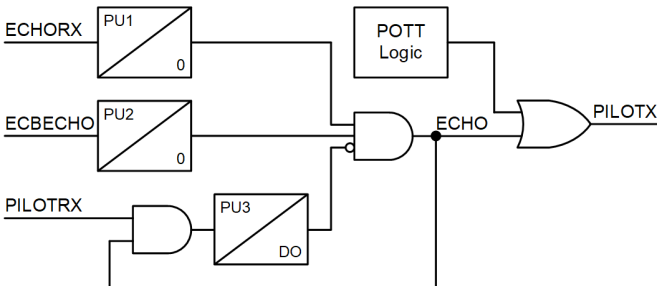 ECHORX
PU1
0
POTT
Logic
ECBECHO
PU2
0
ECHO
PILOTX
PILOTRX
PU3
DO